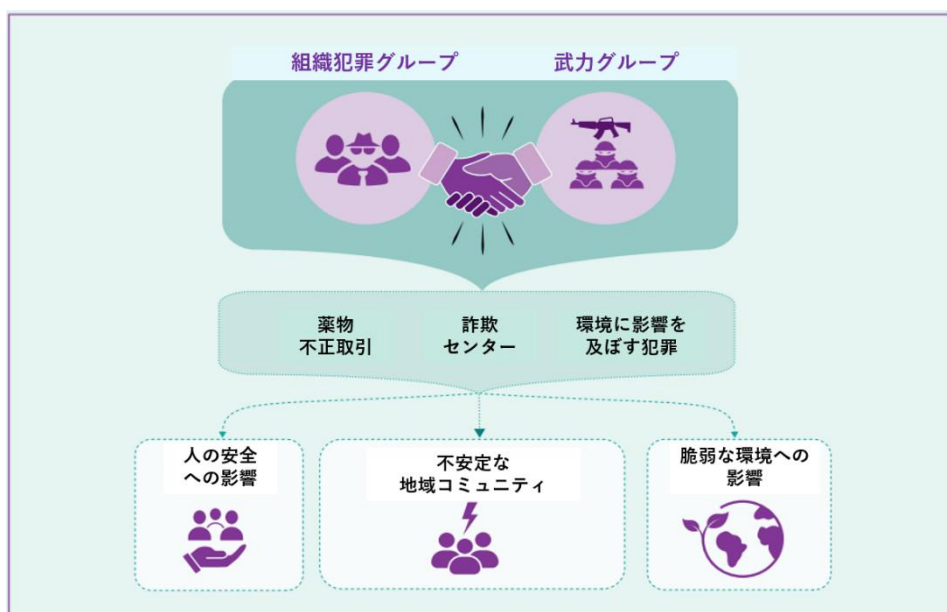 組織犯罪グループ
武力グループ
薬物
不正取引
詐欺
センター
環境に影響を
及ぼす犯罪
人の安全
への影響
不安定な
地域コミュニティ
脆弱な環境への
影響